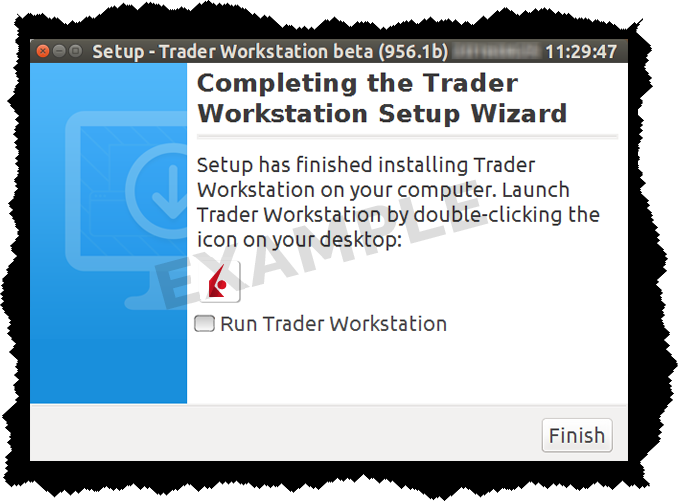 Setup - Trader Workstation beta (956.1b) 11:29:47
Completing the Trader
Workstation Setup Wizard
Setup has finished installing Trader
Workstation on your computer. Launch
Trader Workstation by double-clicking the
icon on your desktop:
EXAMPLE
Run Trader Workstation
Finish